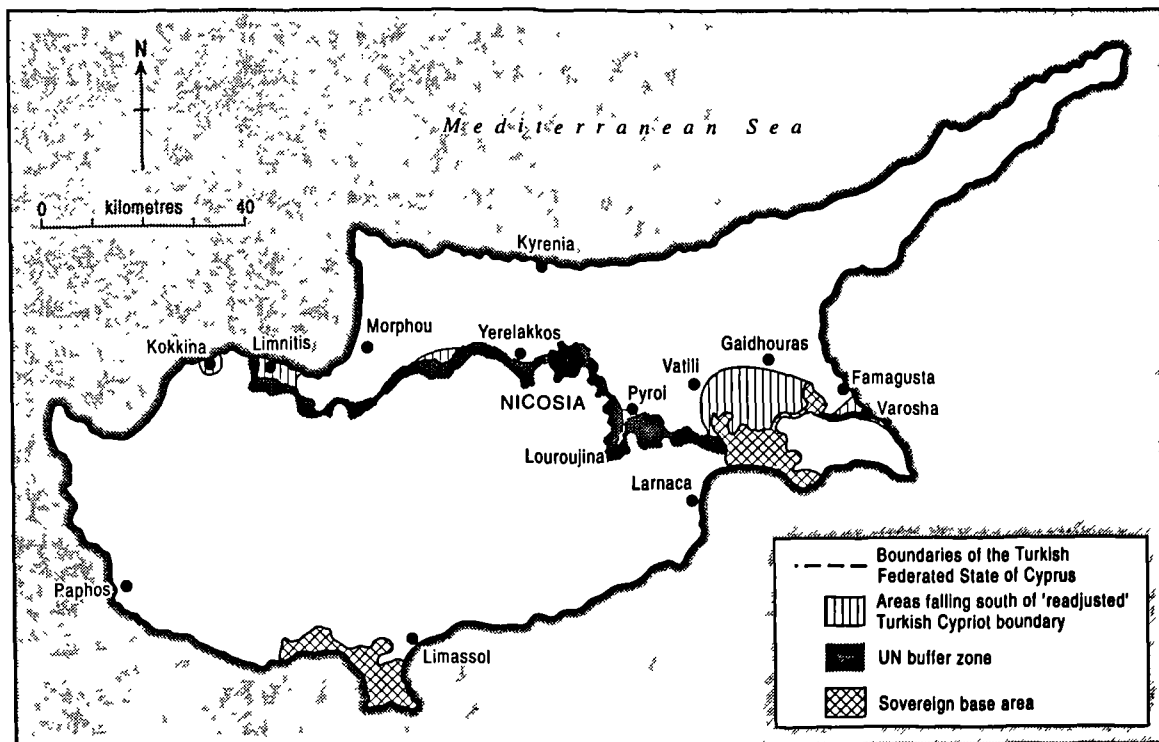 N
Mediterranean Sea
0 kilometres 40
Kyrenia
Morphou
Yerelakkos
Kokkina
Limnitis
Gaidhouras
Vatili
Famagusta
Pyroi
NICOSIA
Varosha
Louroujina
Larnaca
Paphos
Limassol
Boundaries of the Turkish
Federated State of Cyprus
Areas falling south of 'readjusted'
Turkish Cypriot boundary
UN buffer zone
Sovereign base area